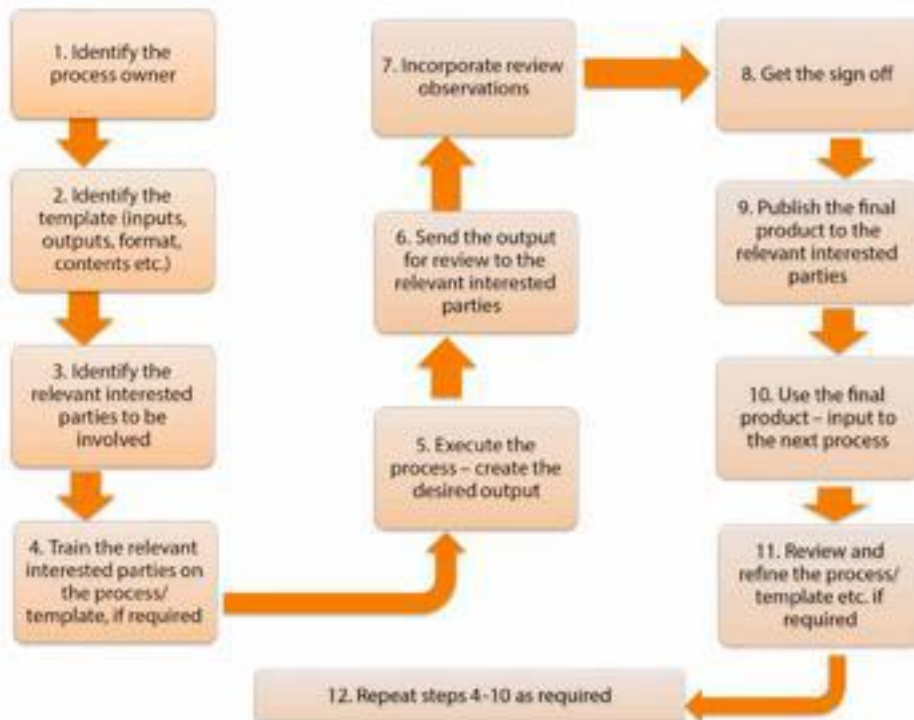 1. Identify the
process owner
2. Identify the
template (inputs,
outputs, format,
contents etc.)
3. Identify the
relevant interested
parties to be
involved
4. Train the relevant
interested parties on
the process/
template, if required
5. Execute the
process – create the
desired output
6. Send the output
for review to the
relevant interested
parties
7. Incorporate review
observations
8. Get the sign off
9. Publish the final
product to the
relevant interested
parties
10. Use the final
product – input to
the next process
11. Review and
refine the process/
template etc. if
required
12. Repeat steps 4-10 as required